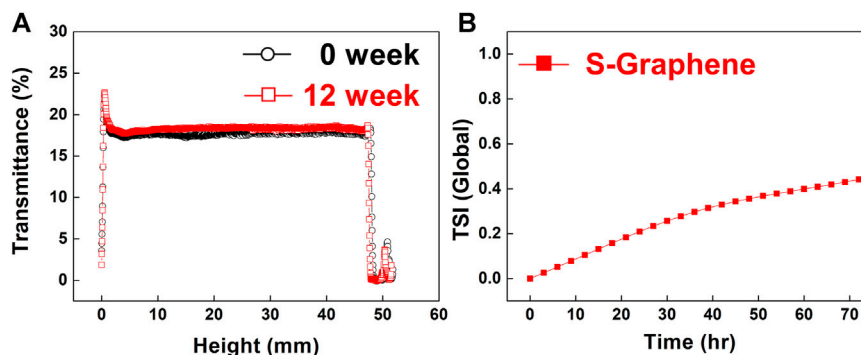 A
Transmittance (%)
30
25
20
15
10
5
0
0 week
12 week
0 10 20 30 40 50 60
Height (mm)
B
TSI (Global)
1.0
0.8
0.6
0.4
0.2
0.0
S-Graphene
0 10 20 30 40 50 60 70
Time (hr)